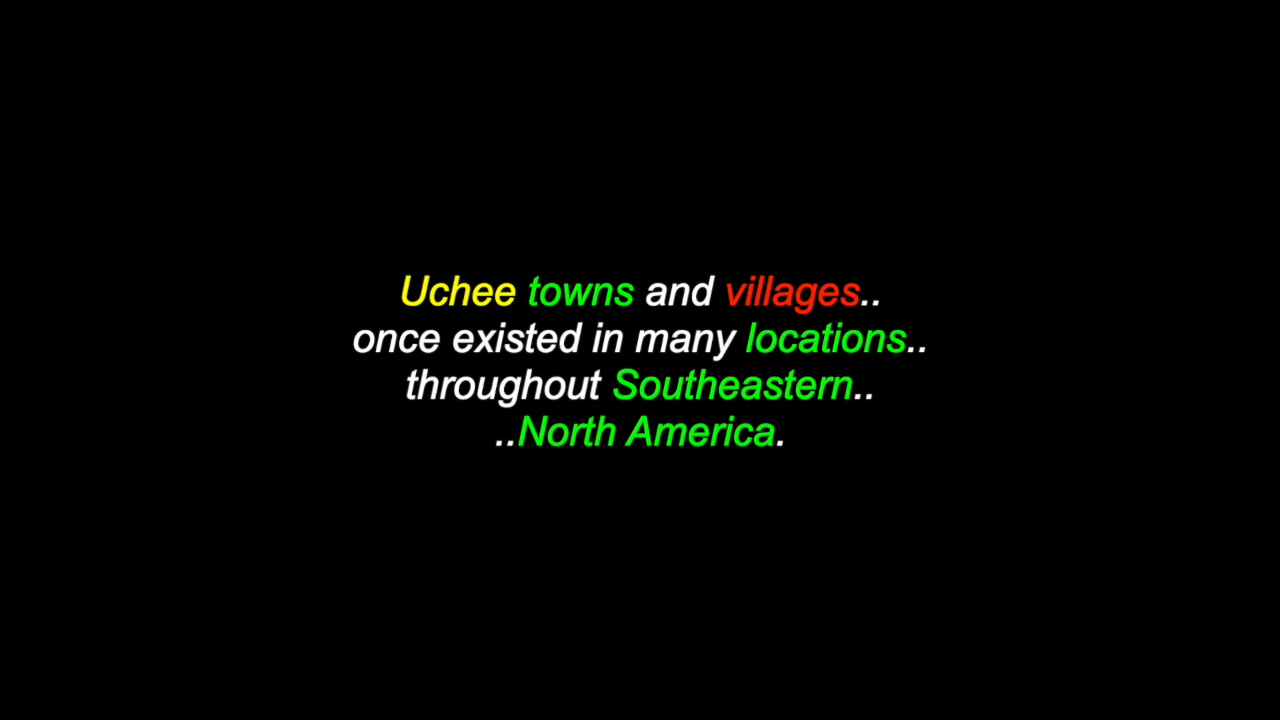 Uchee towns and villages..
once existed in many locations..
throughout Southeastern..
..North America.